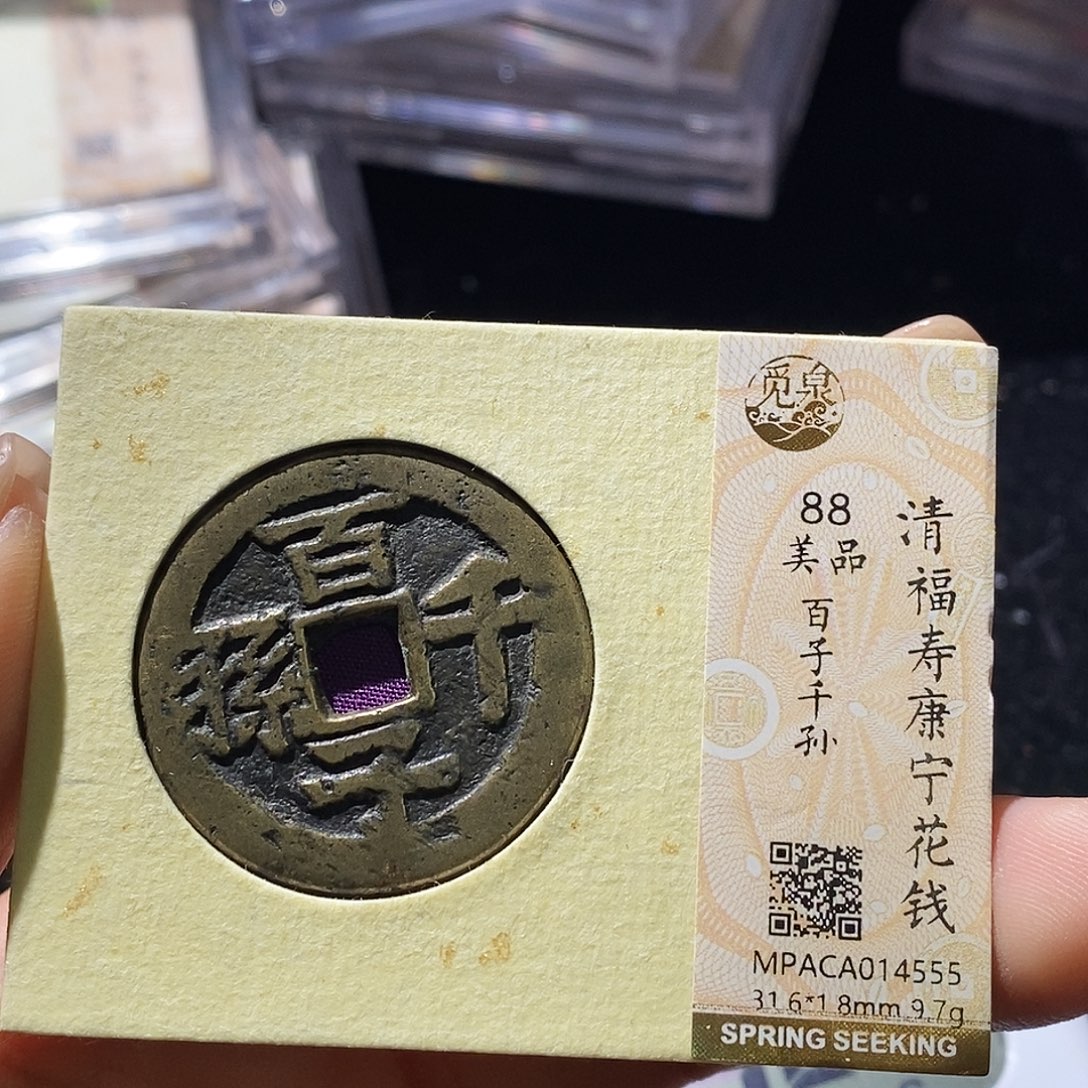 百
千
孫
子
觅泉
88
美品
百子千孙
清福寿康宁花钱
MPACA014555
31.6*1.8mm 9.7g
SPRING SEEKING